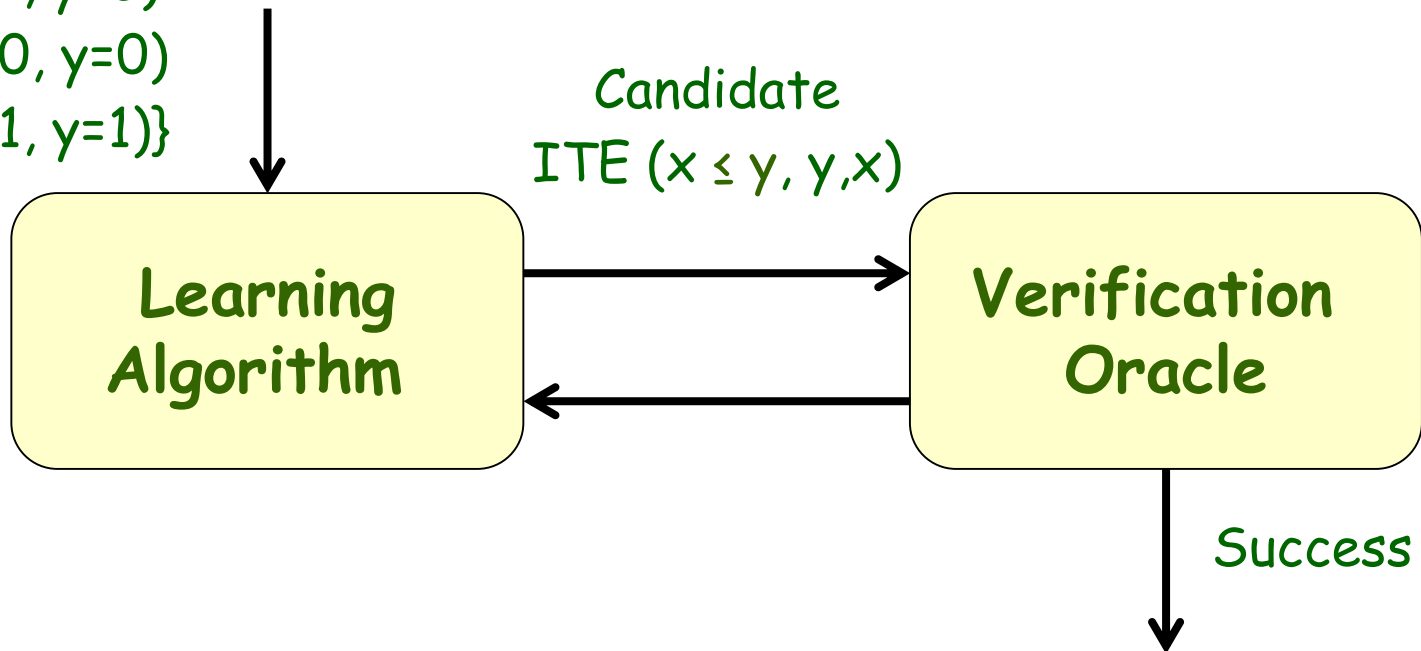 0, y=0)
1, y=1)}
Candidate
ITE (x ≤ y, y,x)
Learning
Algorithm
Verification
Oracle
Success